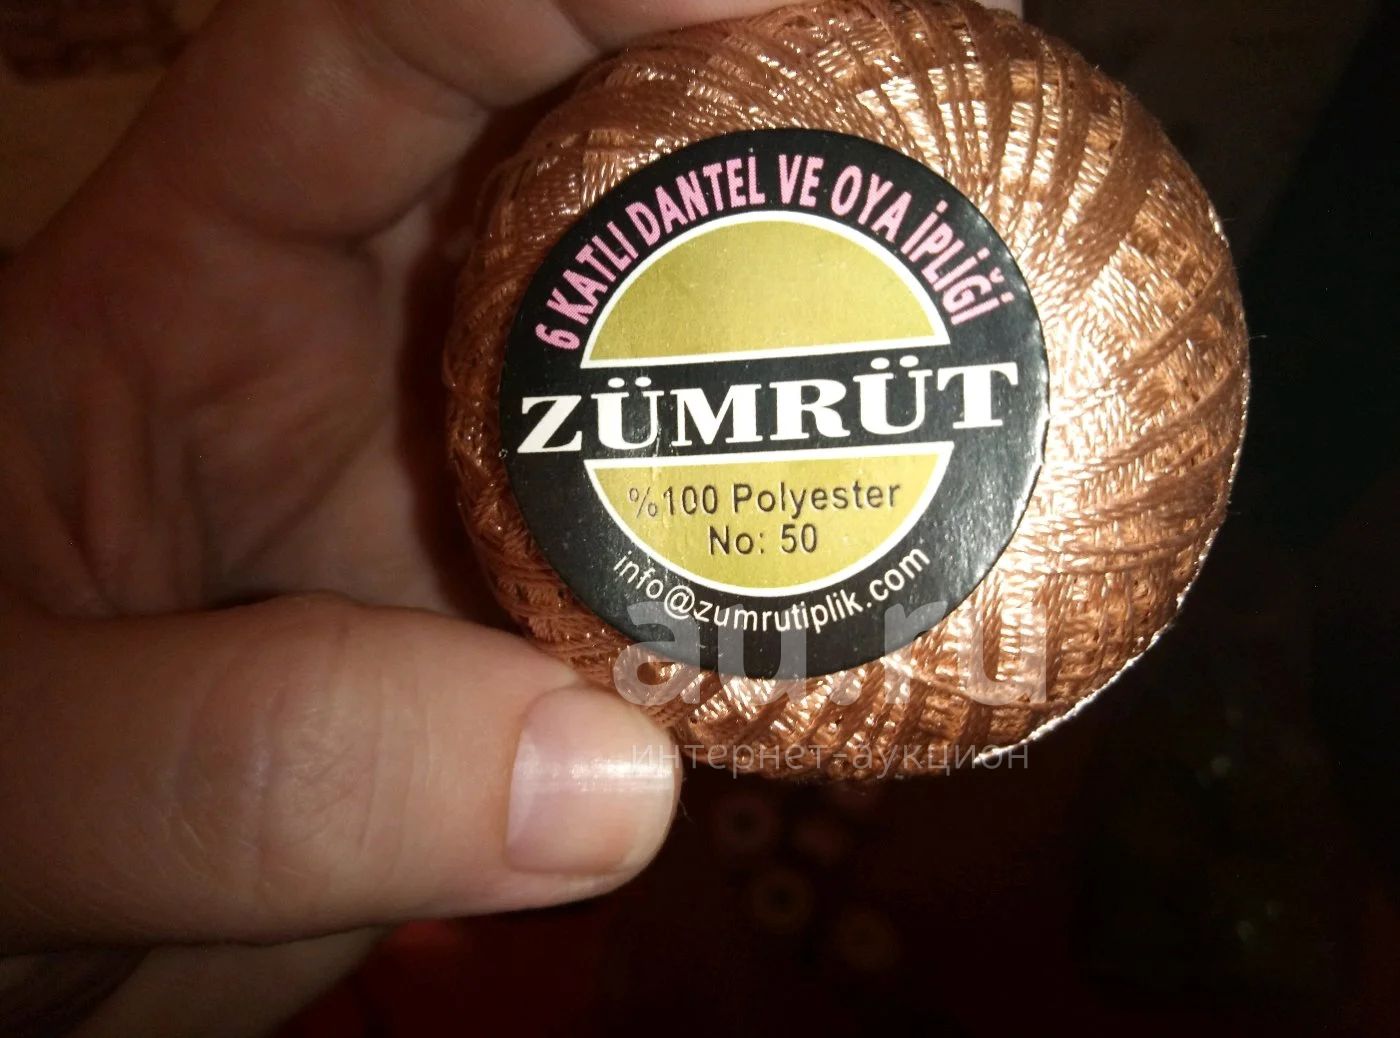 6 KATLI DANTEL VE OYA İPLİĞİ
ZÜMRÜT
%100 Polyester
No: 50
info@zumrutiplik.com
au.ru
интернет-аукцион